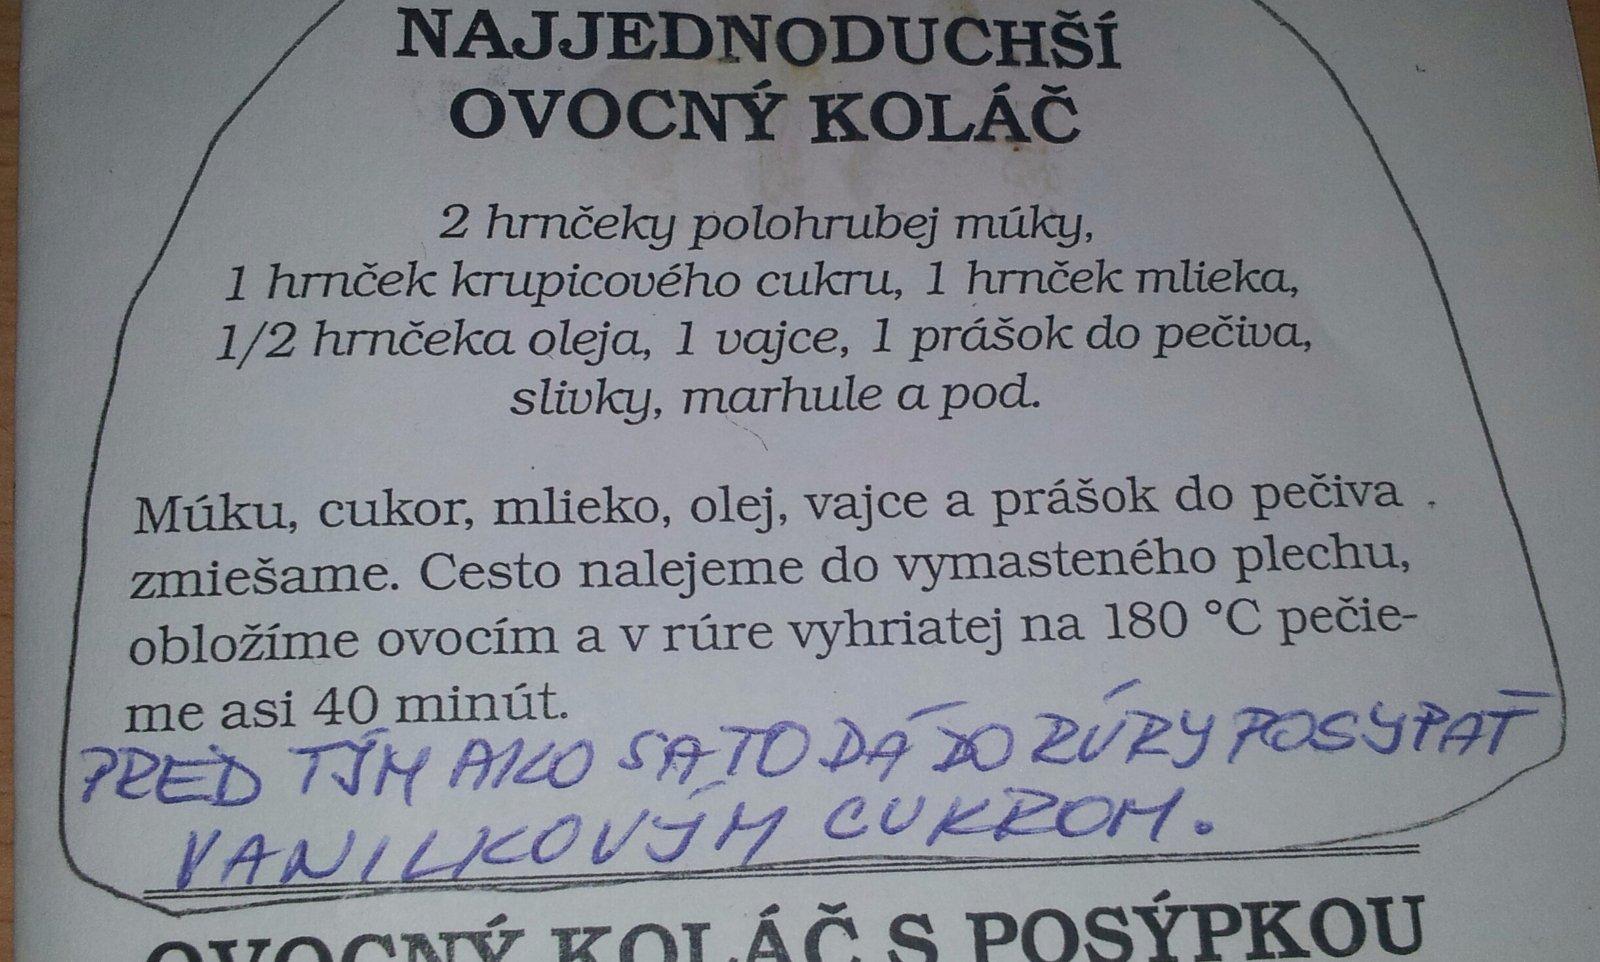 NAJJEDNODUCHŠÍ
OVOCNÝ KOLÁČ
2 hrnčeky polohrubej múky,
1 hrnček krupicového cukru, 1 hrnček mlieka,
1/2 hrnčeka oleja, 1 vajce, 1 prášok do pečiva,
slivky, marhule a pod.
Múku, cukor, mlieko, olej, vajce a prášok do pečiva
zmiešame. Cesto nalejeme do vymasteného plechu,
obložíme ovocím a v rúre vyhriatej na 180 °C pečie-
me asi 40 minút.
PRED TÝM AKO SA TO DÁ DO RÚRY POSYPAŤ
VANILKOVÝM CUKROM.
OVOCNÝ KOLÁČ S POSÝPKOU